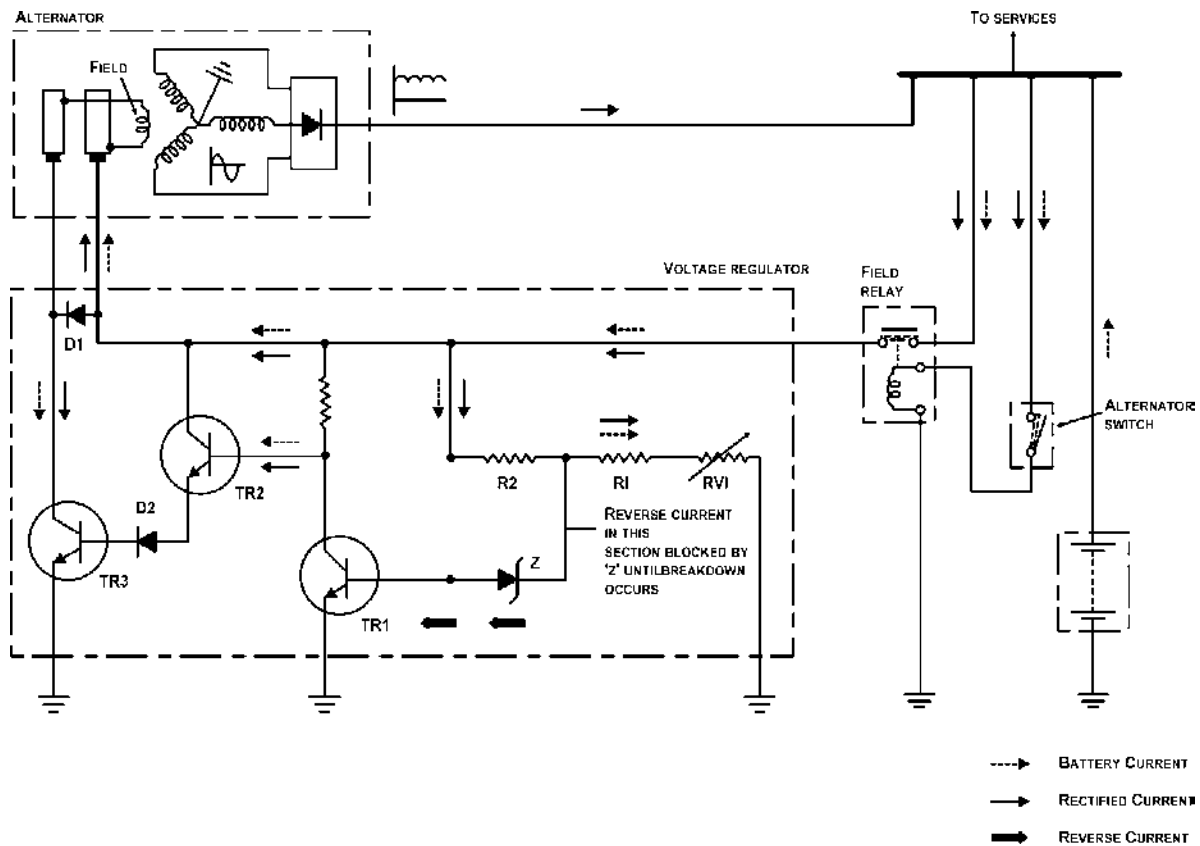 ALTERNATOR
TO SERVICES
FIELD
VOLTAGE REGULATOR
FIELD
RELAY
D1
ALTERNATOR
SWITCH
R2
RI
RVI
TR2
D2
REVERSE CURRENT
IN THIS
SECTION BLOCKED BY
'Z' UNTILBREAKDOWN
OCCURS
Z
TR3
TR1
BATTERY CURRENT
RECTIFIED CURRENT
REVERSE CURRENT